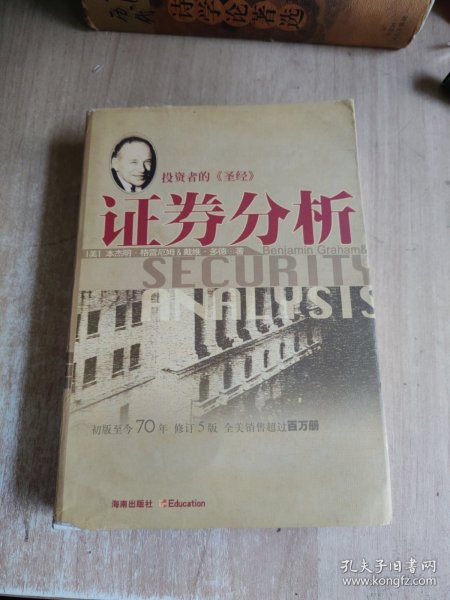 诗学论著选
投资者的《圣经》
证券分析
[美] 本杰明·格雷厄姆 & 戴维·多德 著
Benjamin Graham &
SECURITY
ANALYSIS
初版至今70年 修订5版 全美销售超过百万册
海南出版社 Education
孔夫子旧书网
www.kongfz.com